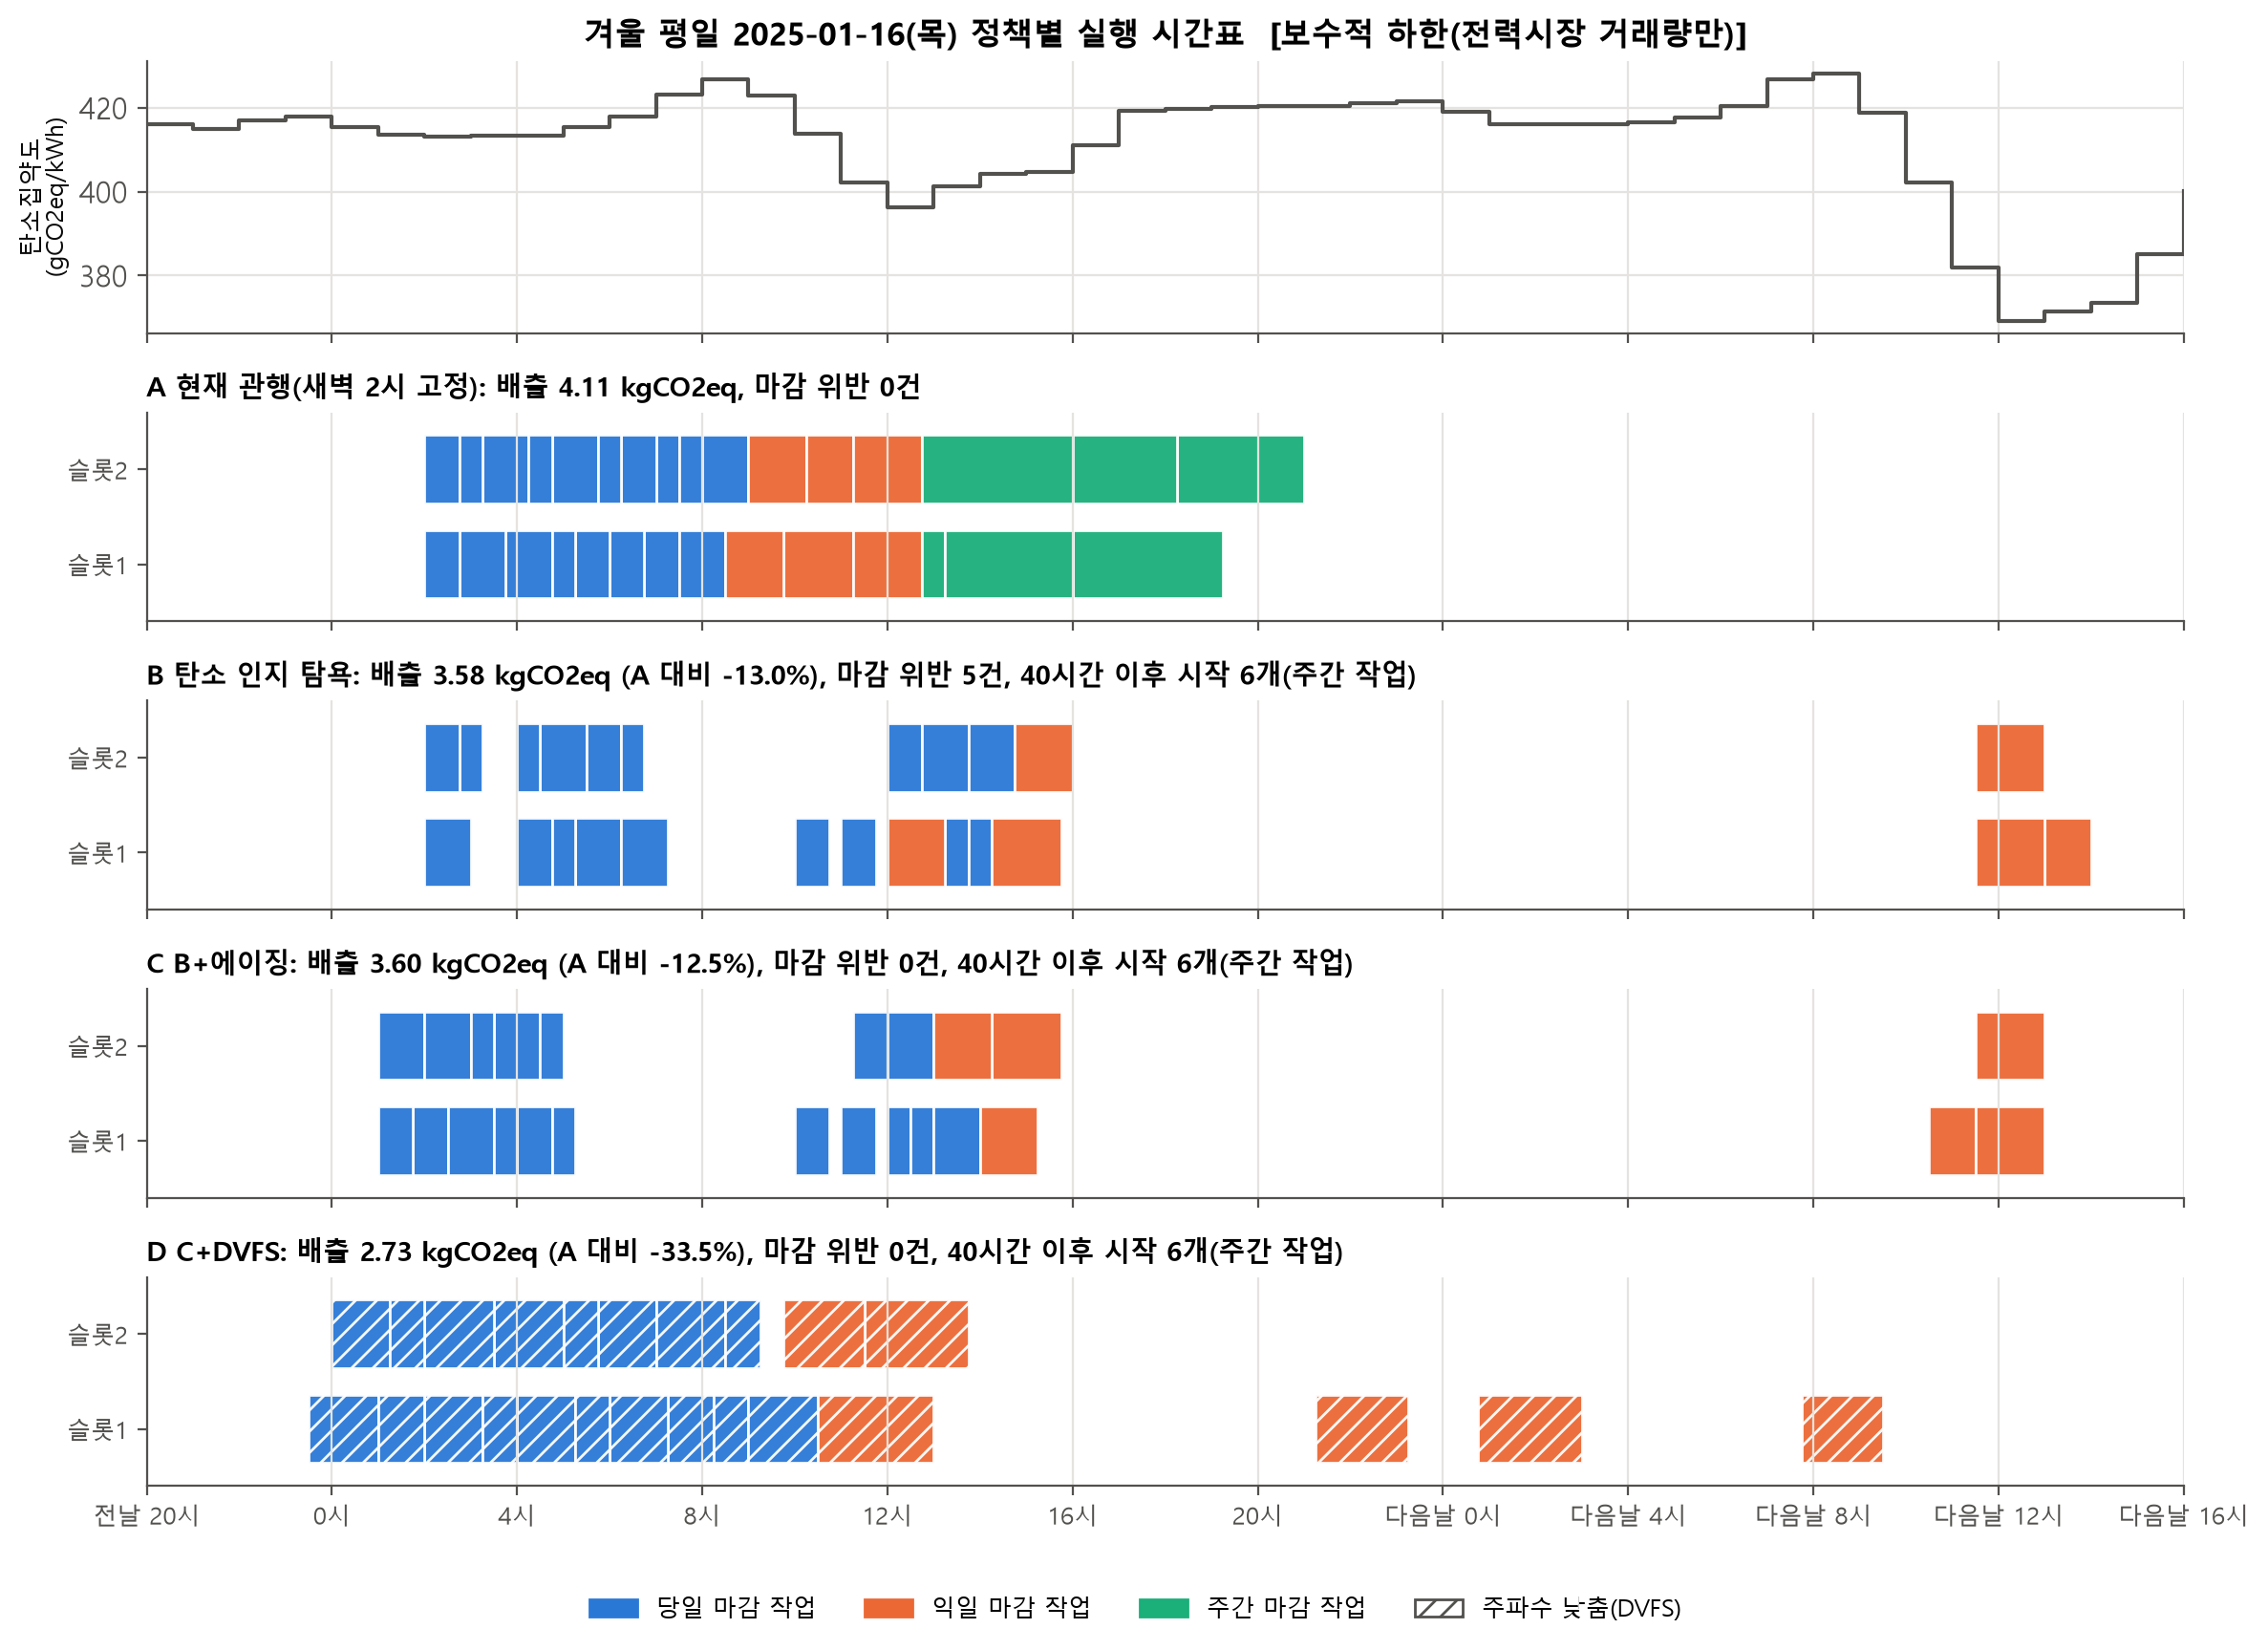 겨울 평일 2025-01-16(목) 정책별 실행 시간표 [보수적 하한(전력시장 거래량만)]
탄소집약도
(gCO2eq/kWh)
420
400
380
A 현재 관행(새벽 2시 고정): 배출 4.11 kgCO2eq, 마감 위반 0건
슬롯2
슬롯1
B 탄소 인지 탐욕: 배출 3.58 kgCO2eq (A 대비 -13.0%), 마감 위반 5건, 40시간 이후 시작 6개(주간 작업)
슬롯2
슬롯1
C B+에이징: 배출 3.60 kgCO2eq (A 대비 -12.5%), 마감 위반 0건, 40시간 이후 시작 6개(주간 작업)
슬롯2
슬롯1
D C+DVFS: 배출 2.73 kgCO2eq (A 대비 -33.5%), 마감 위반 0건, 40시간 이후 시작 6개(주간 작업)
슬롯2
슬롯1
전날 20시 0시 4시 8시 12시 16시 20시 다음날 0시 다음날 4시 다음날 8시 다음날 12시 다음날 16시
당일 마감 작업 익일 마감 작업 주간 마감 작업 주파수 낮춤(DVFS)